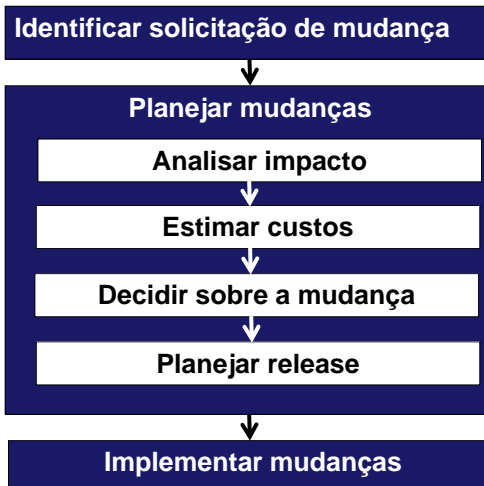 Identificar solicitação de mudança
Planejar mudanças
Analisar impacto
Estimar custos
Decidir sobre a mudança
Planejar release
Implementar mudanças